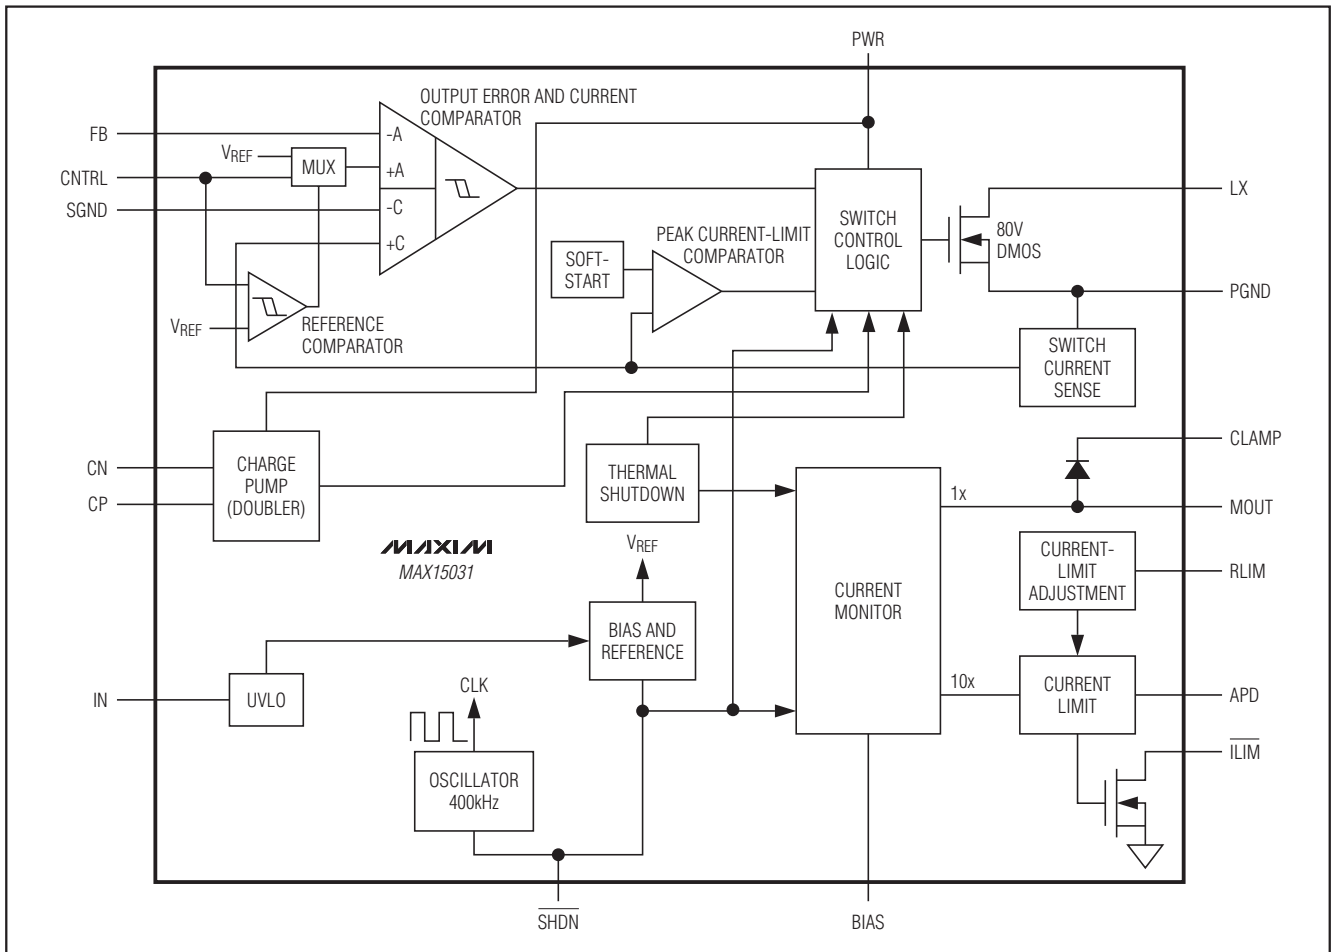 PWR
OUTPUT ERROR AND CURRENT
COMPARATOR
FB
-A
VREF
MUX
+A
CNTRL
LX
SGND
-C
SWITCH
CONTROL
LOGIC
80V
DMOS
+C
PEAK CURRENT-LIMIT
COMPARATOR
SOFT-
START
PGND
VREF
REFERENCE
COMPARATOR
SWITCH
CURRENT
SENSE
CLAMP
CN
CP
CHARGE
PUMP
(DOUBLER)
THERMAL
SHUTDOWN
1x
MOUT
MAXIM
MAX15031
VREF
CURRENT-
LIMIT
ADJUSTMENT
RLIM
CURRENT
MONITOR
BIAS AND
REFERENCE
IN
UVLO
CLK
10x
CURRENT
LIMIT
APD
ILIM
OSCILLATOR
400kHz
SHDN
BIAS